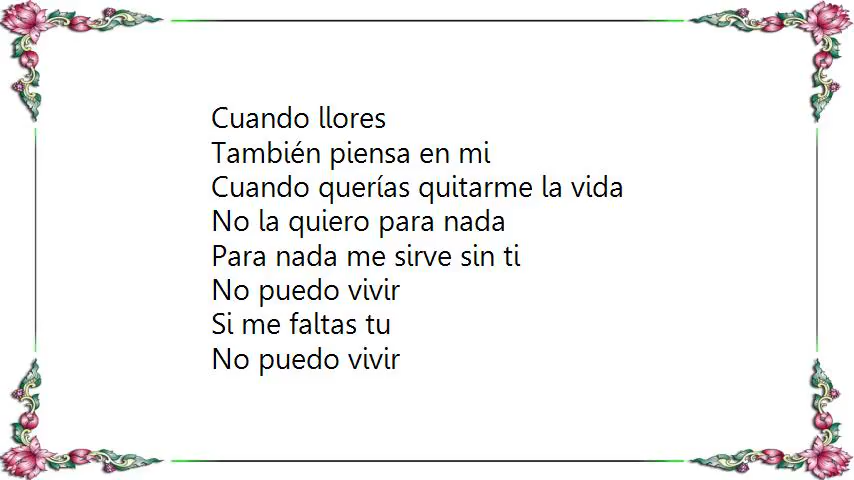 Cuando llores
También piensa en mi
Cuando querías quitarme la vida
No la quiero para nada
Para nada me sirve sin ti
No puedo vivir
Si me faltas tu
No puedo vivir